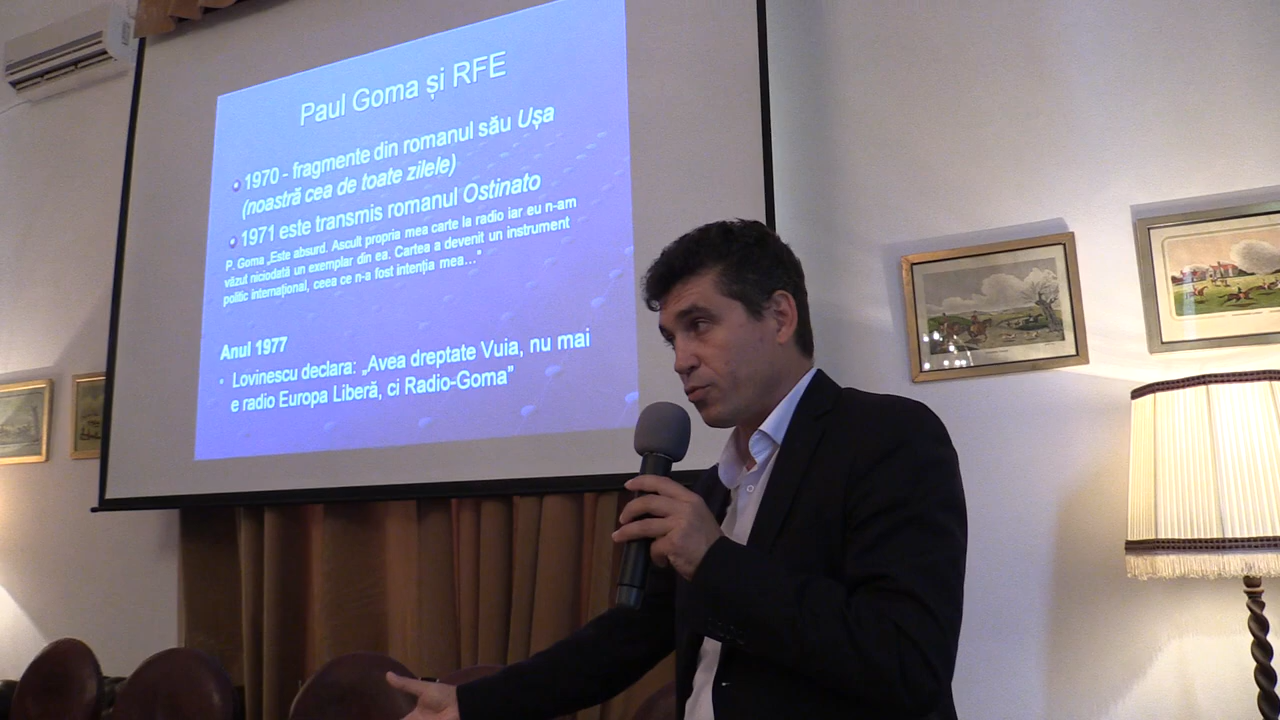 Paul Goma și RFE
1970 - fragmente din romanul său Ușa
(noastră cea de toate zilele)
1971 este transmis romanul Ostinato
P. Goma „Este absurd. Ascult propria mea carte la radio iar eu n-am
văzut niciodată un exemplar din ea. Cartea a devenit un instrument
politic internațional, ceea ce n-a fost intenția mea…”
Anul 1977
• Lovinescu declara: „Avea dreptate Vuia, nu mai
e radio Europa Liberă, ci Radio-Goma”